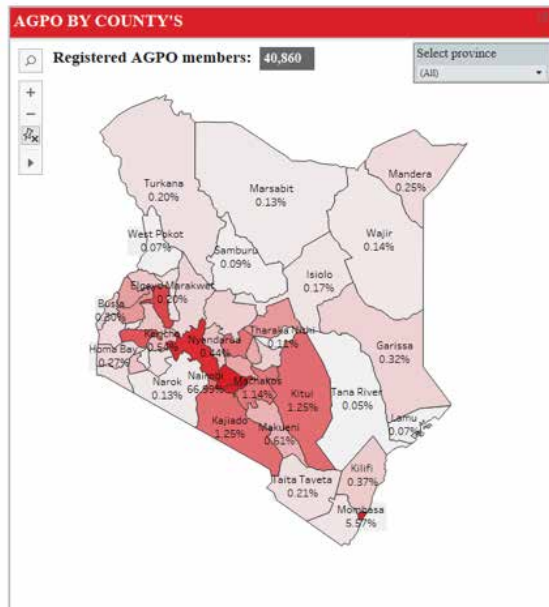 AGPO BY COUNTY'S
Registered AGPO members: 40,860
Select province
(All)
Mandera
0.25%
Turkana
0.20%
Marsabit
0.13%
Wajir
0.14%
West Pokot
0.07%
Samburu
0.09%
Isiolo
0.17%
Elgeyo Marakwet
0.20%
Busia
0.30%
Kericho
0.54%
Tharaka Nithi
0.11%
Garissa
0.32%
Homa Bay
0.27%
Nyandarua
0.44%
Nairobi
Machakos
1.14%
Kitui
1.25%
Narok
0.13%
Tana River
0.05%
Lamu
0.07%
Kajiado
1.25%
Makueni
0.61%
Kilifi
0.37%
Taita Taveta
0.21%
Mombasa
5.57%